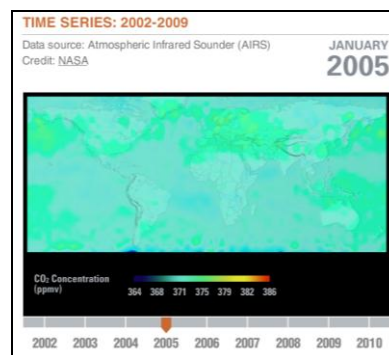 TIME SERIES: 2002-2009
Data source: Atmospheric Infrared Sounder (AIRS)
Credit: NASA
JANUARY
2005
CO₂ Concentration
(ppmv)
364 368 371 375 379 382 386
2002 2003 2004 2005 2006 2007 2008 2009 2010